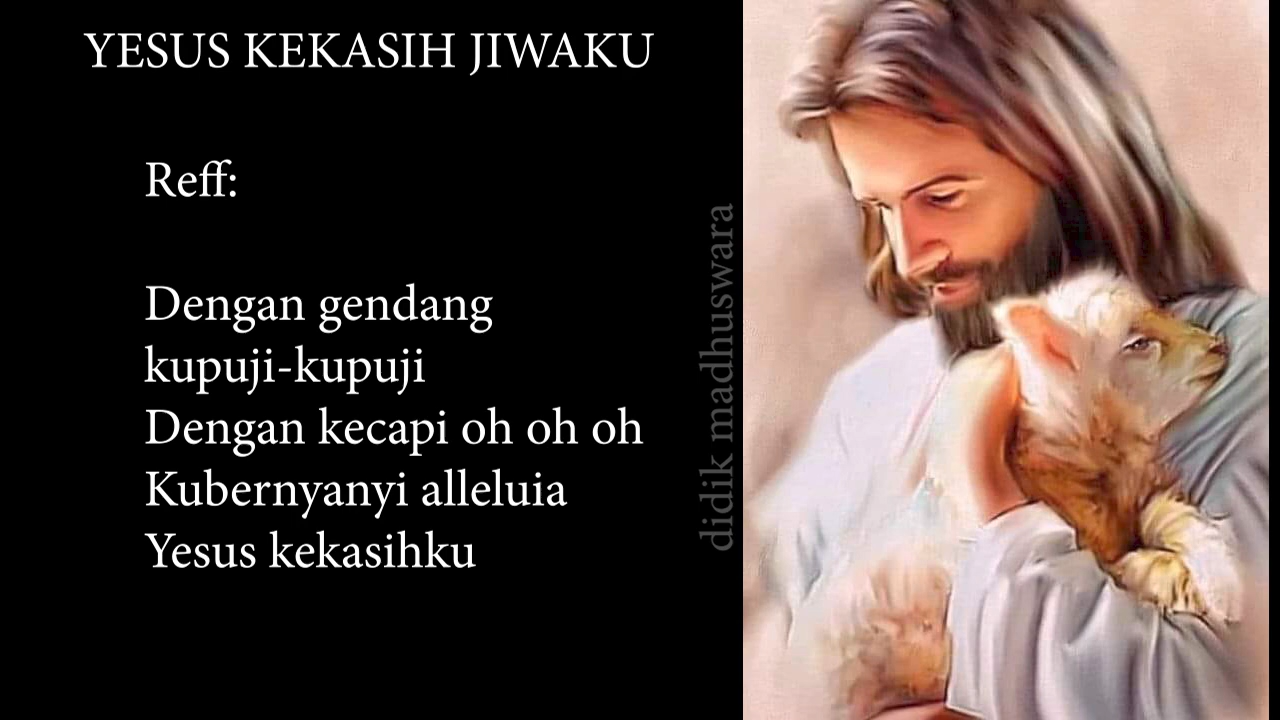 YESUS KEKASIH JIWAKU
Reff:
Dengan gendang
kupuji-kupuji
Dengan kecapi oh oh oh
Kubernyanyi alleluia
Yesus kekasihku
didik madhuswara